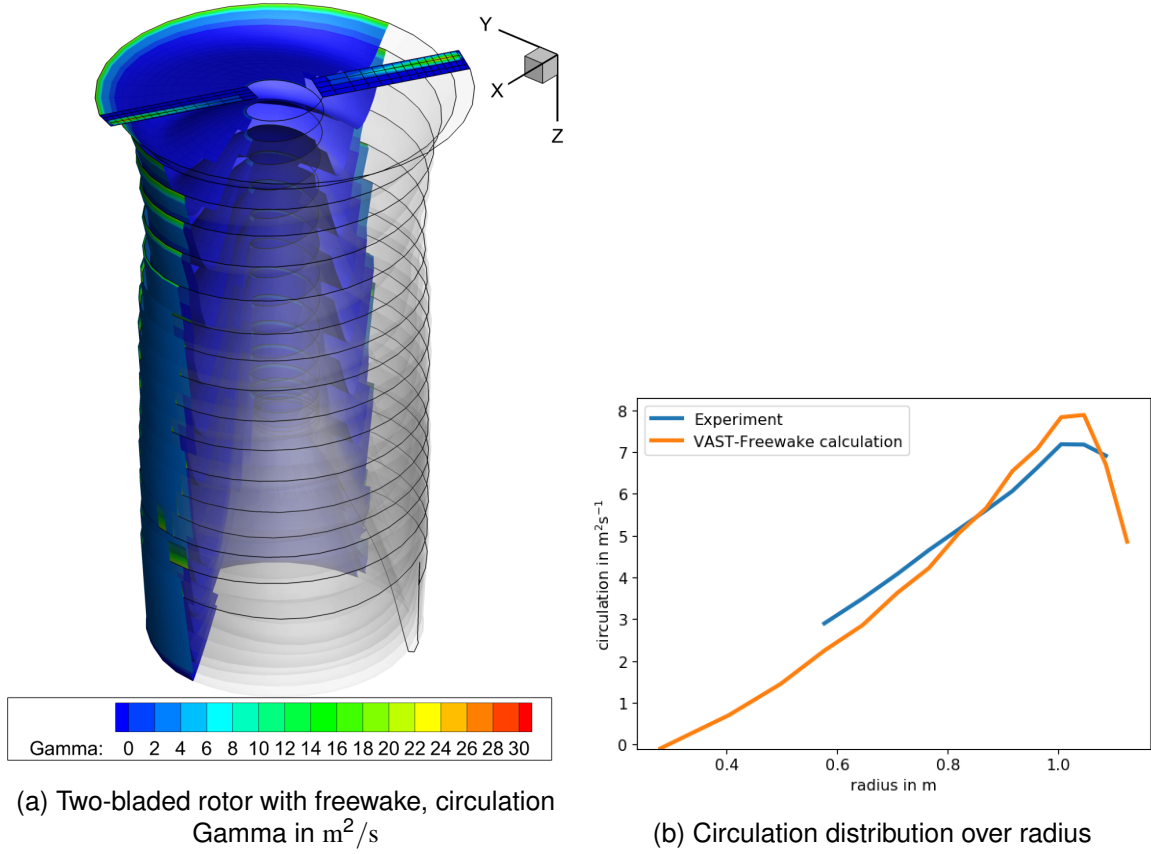 Y
X
Z
Gamma: 0 2 4 6 8 10 12 14 16 18 20 22 24 26 28 30
(a) Two-bladed rotor with freewake, circulation
Gamma in m²/s
Experiment
VAST-Freewake calculation
8
7
6
5
4
3
2
1
0
circulation in m²s⁻¹
0.4 0.6 0.8 1.0
radius in m
(b) Circulation distribution over radius